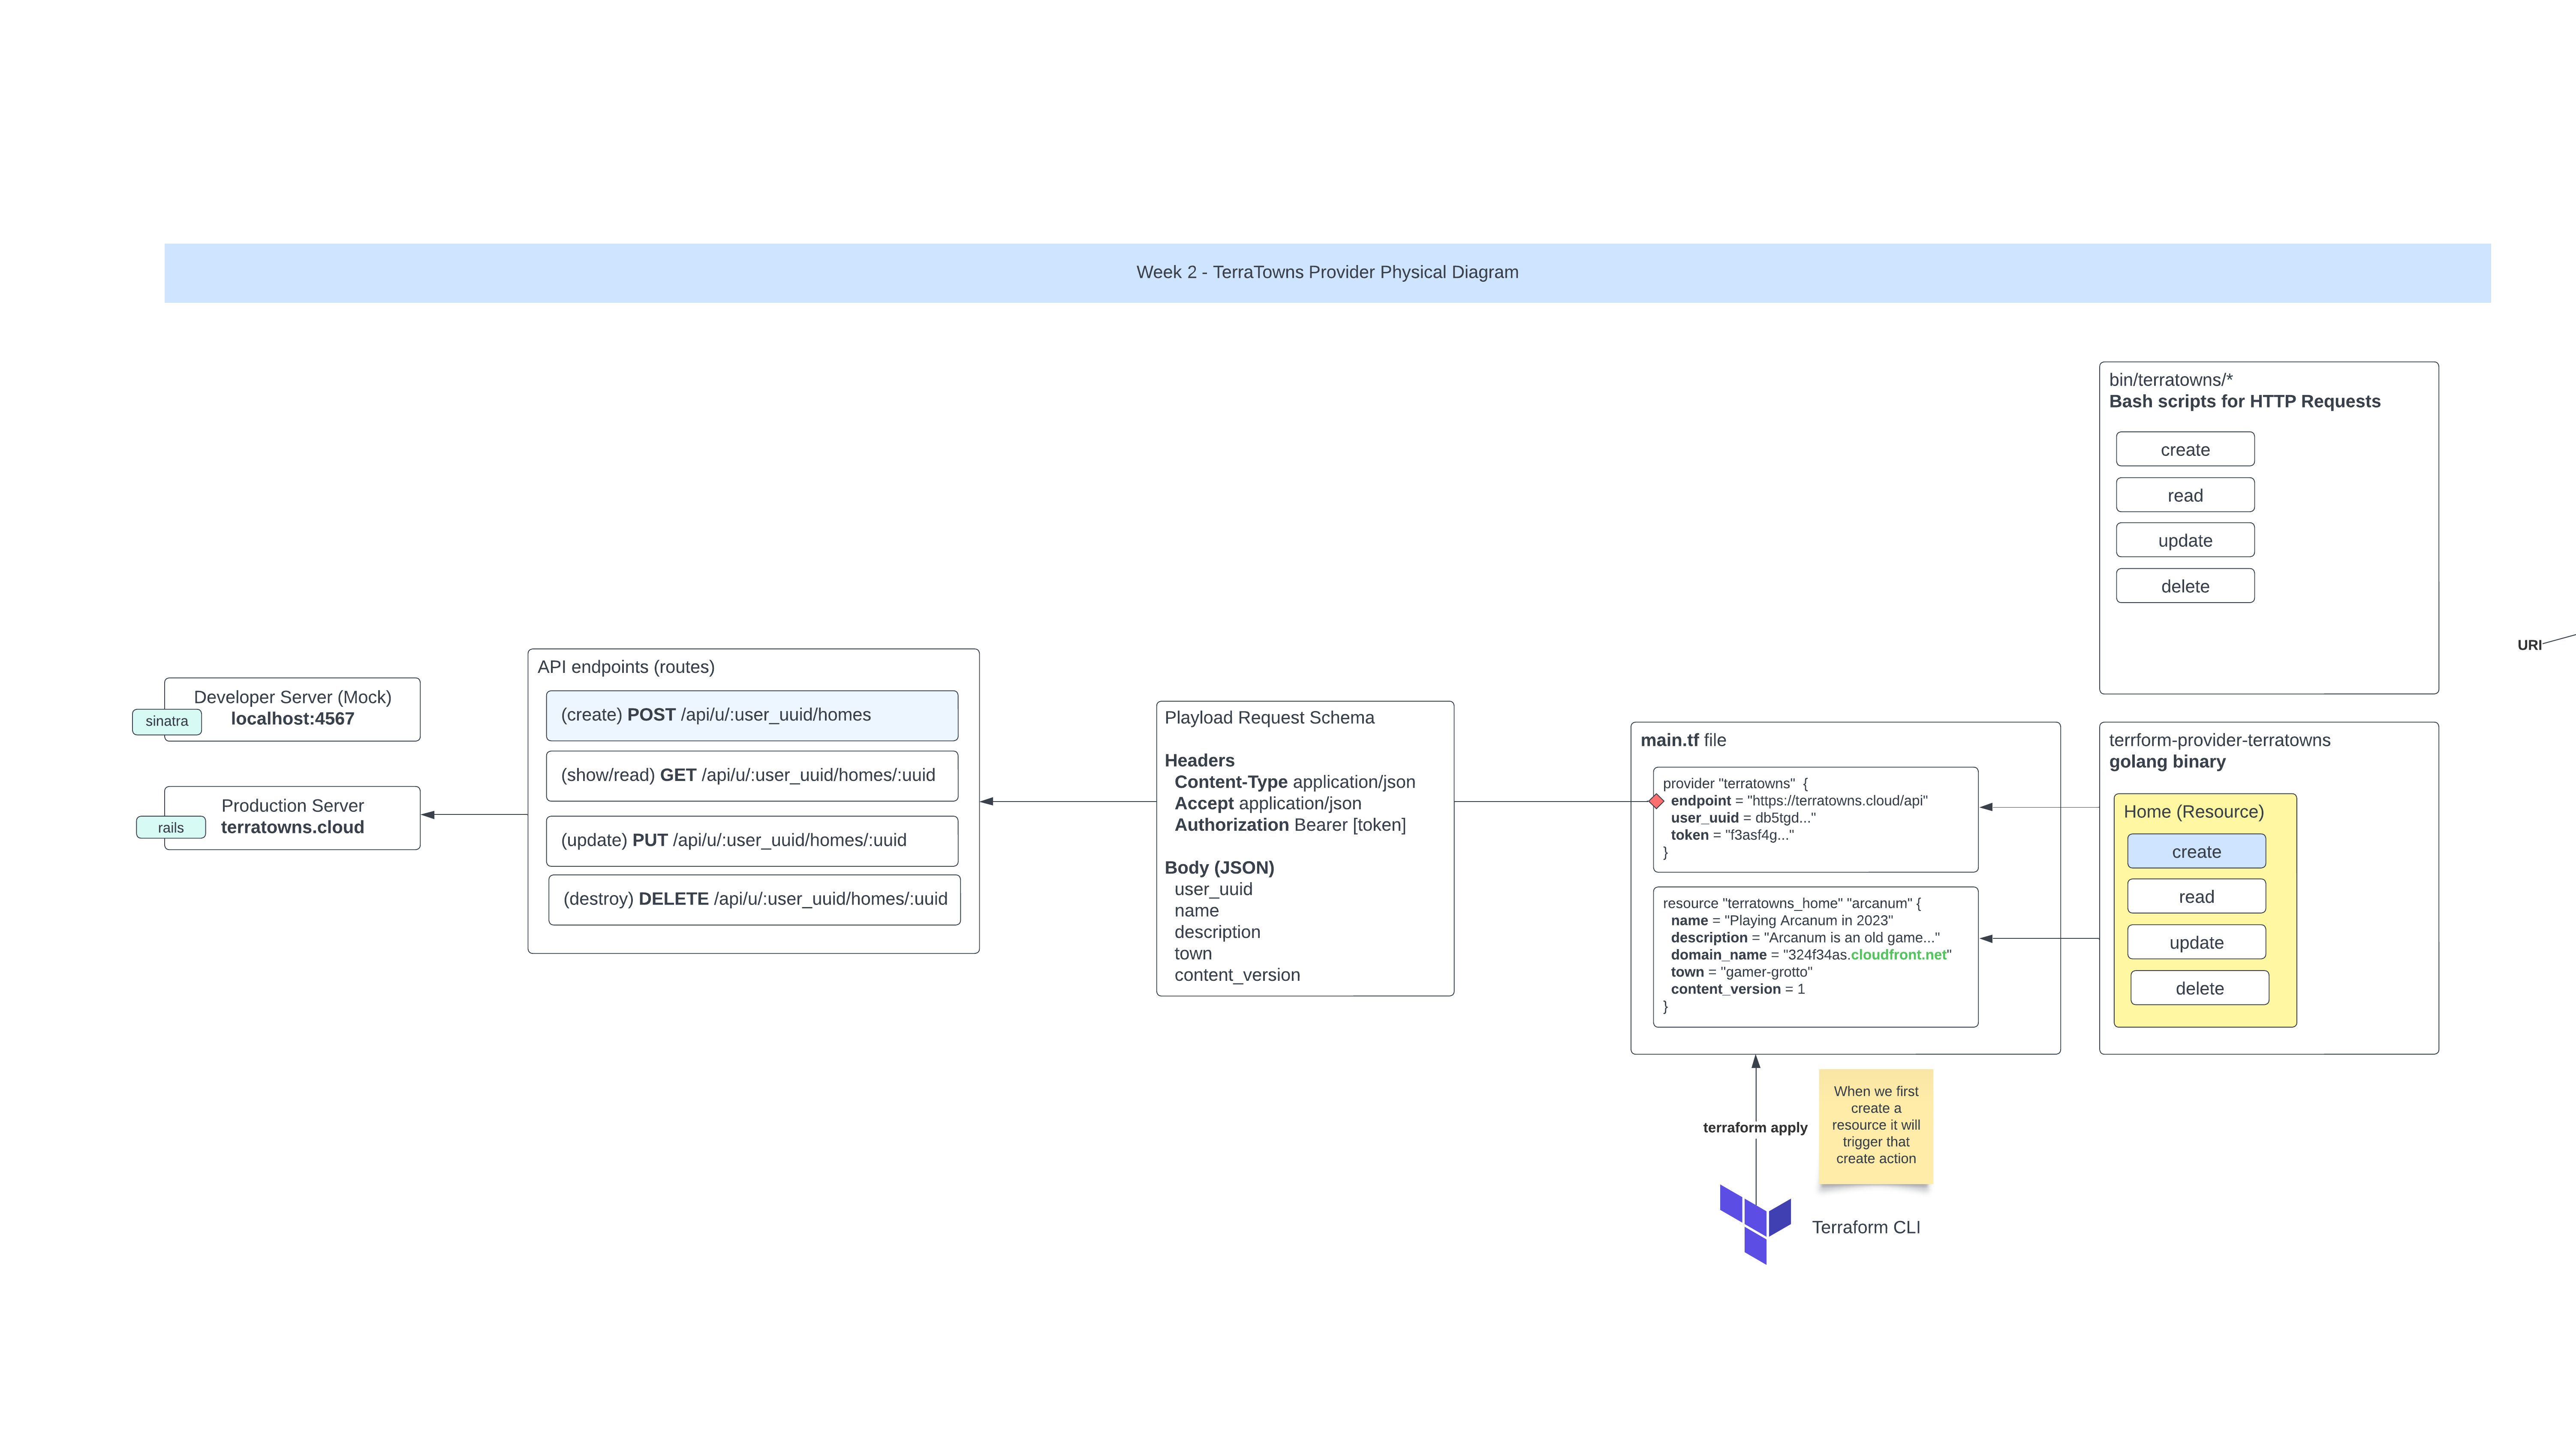 Week 2 - TerraTowns Provider Physical Diagram
Developer Server (Mock)
localhost:4567
sinatra
Production Server
terratowns.cloud
rails
API endpoints (routes)
(create) POST /api/u/:user_uuid/homes
(show/read) GET /api/u/:user_uuid/homes/:uuid
(update) PUT /api/u/:user_uuid/homes/:uuid
(destroy) DELETE /api/u/:user_uuid/homes/:uuid
Playload Request Schema
Headers
Content-Type application/json
Accept application/json
Authorization Bearer [token]
Body (JSON)
user_uuid
name
description
town
content_version
main.tf file
provider "terratowns" {
endpoint = "https://terratowns.cloud/api"
user_uuid = db5tgd..."
token = "f3asf4g..."
}
resource "terratowns_home" "arcanum" {
name = "Playing Arcanum in 2023"
description = "Arcanum is an old game..."
domain_name = "324f34as.cloudfront.net"
town = "gamer-grotto"
content_version = 1
}
terraform apply
When we first
create a
resource it will
trigger that
create action
Terraform CLI
bin/terratowns/*
Bash scripts for HTTP Requests
create
read
update
delete
terrform-provider-terratowns
golang binary
Home (Resource)
create
read
update
delete
URI